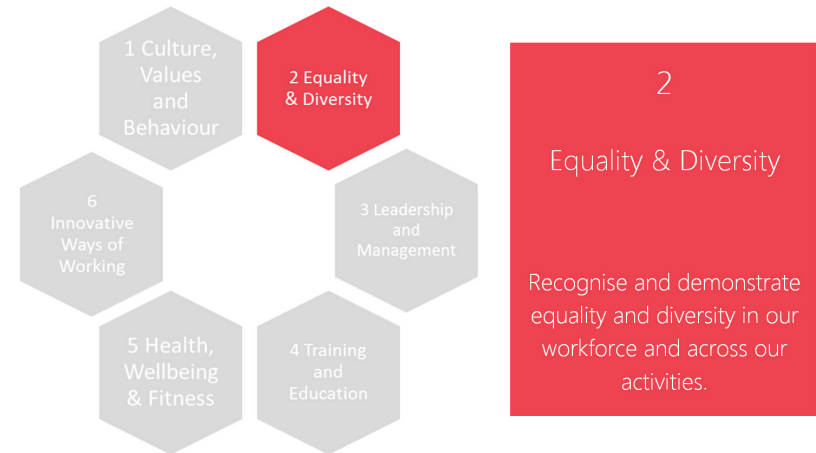 1 Culture,
Values
and
Behaviour
2 Equality
& Diversity
3 Leadership
and
Management
4 Training
and
Education
5 Health,
Wellbeing
& Fitness
6
Innovative
Ways of
Working
2
Equality & Diversity
Recognise and demonstrate
equality and diversity in our
workforce and across our
activities.